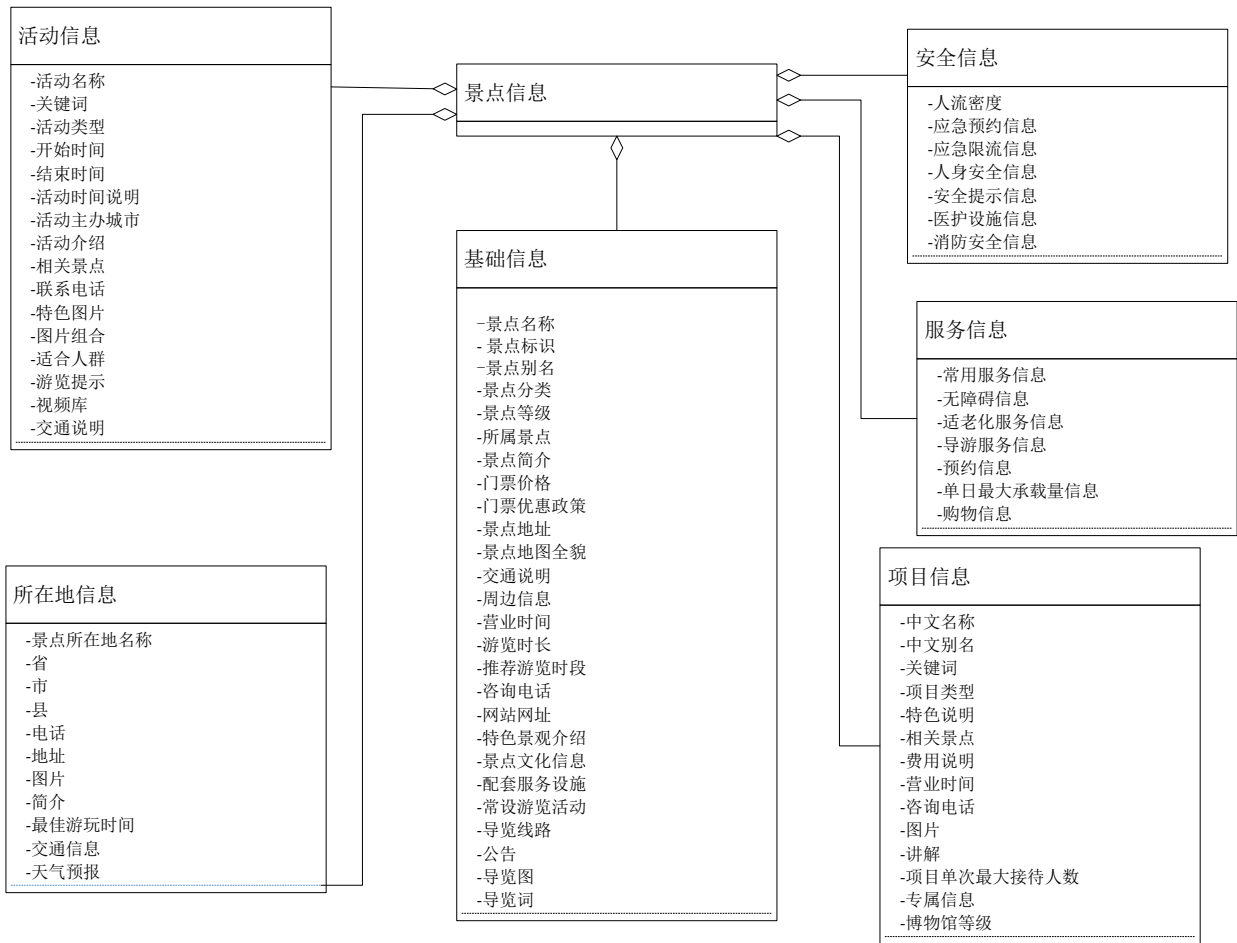 活动信息
-活动名称
-关键词
-活动类型
-开始时间
-结束时间
-活动时间说明
-活动主办城市
-活动介绍
-相关景点
-联系电话
-特色图片
-图片组合
-适合人群
-游览提示
-视频库
-交通说明
所在地信息
-景点所在地名称
-省
-市
-县
-电话
-地址
-图片
-简介
-最佳游玩时间
-交通信息
-天气预报
景点信息
基础信息
-景点名称
- 景点标识
-景点别名
-景点分类
-景点等级
-所属景点
-景点简介
-门票价格
-门票优惠政策
-景点地址
-景点地图全貌
-交通说明
-周边信息
-营业时间
-游览时长
-推荐游览时段
-咨询电话
-网站网址
-特色景观介绍
-景点文化信息
-配套服务设施
-常设游览活动
-导览线路
-公告
-导览图
-导览词
安全信息
-人流密度
-应急预约信息
-应急限流信息
-人身安全信息
-安全提示信息
-医护设施信息
-消防安全信息
服务信息
-常用服务信息
-无障碍信息
-适老化服务信息
-导游服务信息
-预约信息
-单日最大承载量信息
-购物信息
项目信息
-中文名称
-中文别名
-关键词
-项目类型
-特色说明
-相关景点
-费用说明
-营业时间
-咨询电话
-图片
-讲解
-项目单次最大接待人数
-专属信息
-博物馆等级